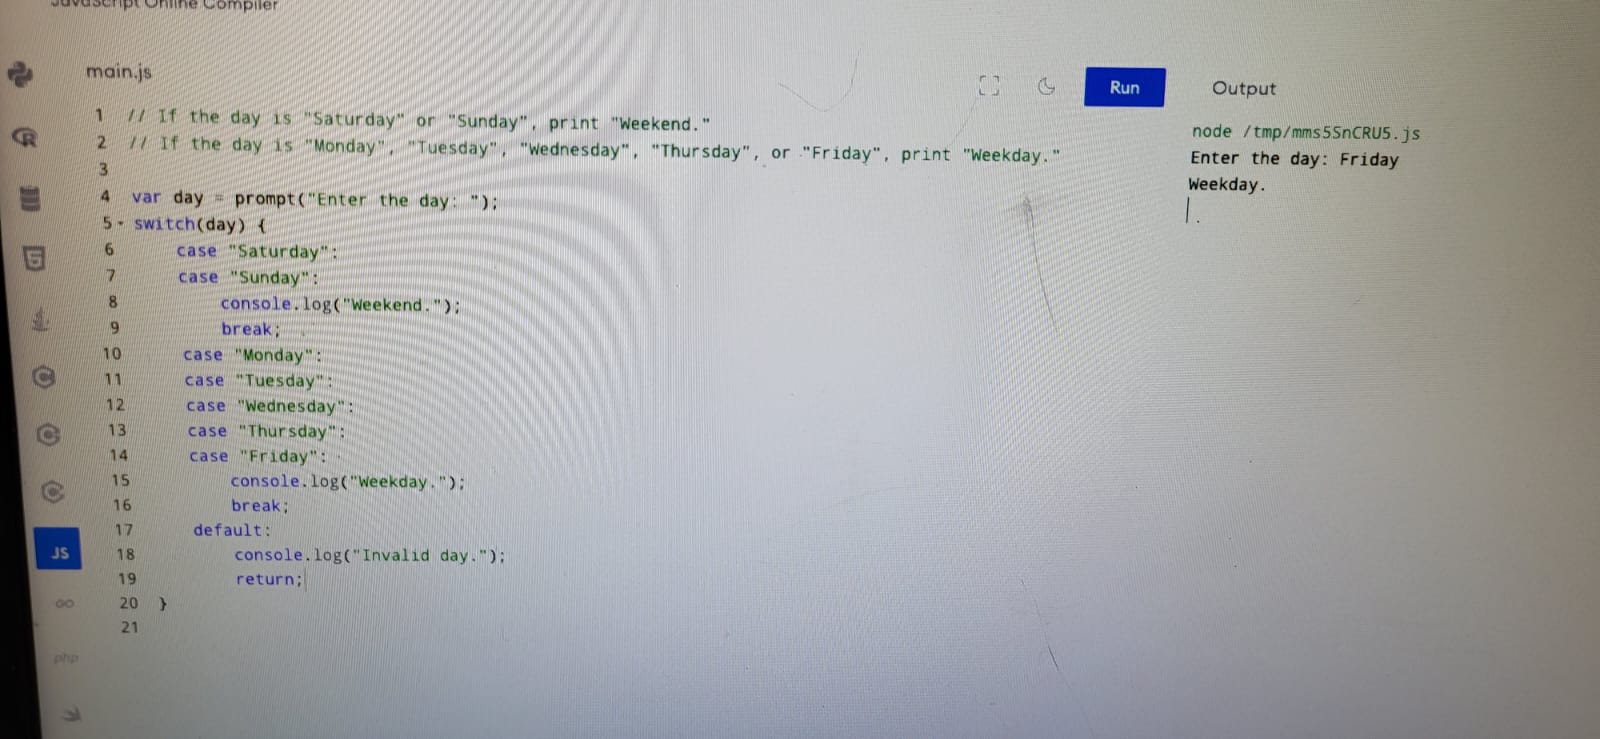 JavaScript Online Compiler
main.js
Run
Output
1 // If the day is "Saturday" or "Sunday", print "Weekend."
2 // If the day is "Monday", "Tuesday", "Wednesday", "Thursday", or "Friday", print "Weekday."
3
4 var day = prompt("Enter the day: ");
5 switch(day) {
6 case "Saturday":
7 case "Sunday":
8 console.log("Weekend.");
9 break;
10 case "Monday":
11 case "Tuesday":
12 case "Wednesday":
13 case "Thursday":
14 case "Friday":
15 console.log("Weekday.");
16 break;
17 default:
18 console.log("Invalid day.");
19 return;
20 }
21
node /tmp/mms5SnCRU5.js
Enter the day: Friday
Weekday.
R
5
C
C
C
JS
GO
php